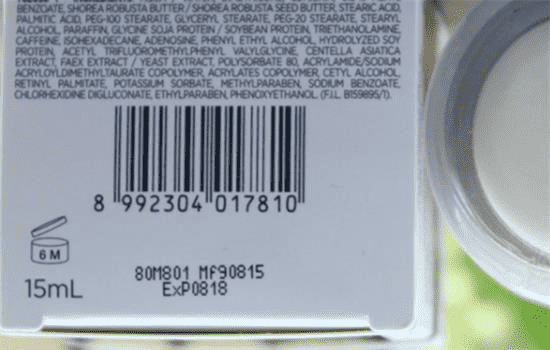 BENZOATE, SHOREA ROBUSTA BUTTER / SHOREA ROBUSTA SEED BUTTER, STEARIC ACID,
PALMITIC ACID, PEG-100 STEARATE, GLYCERYL STEARATE, PEG-20 STEARATE, STEARYL
ALCOHOL, PARAFFIN, GLYCINE SOJA PROTEIN / SOYBEAN PROTEIN, TRIETHANOLAMINE,
CAFFEINE, ISOHEXADECANE, ADENOSINE, PHENYL ETHYL ALCOHOL, HYDROLYZED SOY
PROTEIN, ACETYL TRIFLUOROMETHYLPHENYL VALYLGLYCINE, CENTELLA ASIATICA
EXTRACT, FAEX EXTRACT / YEAST EXTRACT, POLYSORBATE 80, ACRYLAMIDE/SODIUM
ACRYLOYLDIMETHYLTAURATE COPOLYMER, ACRYLATES COPOLYMER, CETYL ALCOHOL,
RETINYL PALMITATE, POTASSIUM SORBATE, METHYLPARABEN, SODIUM BENZOATE,
CHLORHEXIDINE DIGLUCONATE, ETHYLPARABEN, PHENOXYETHANOL. (F.I.L. B159895/1).
8 992304 017810
6 M
80M801 Mf90815
15mL
ExP0818